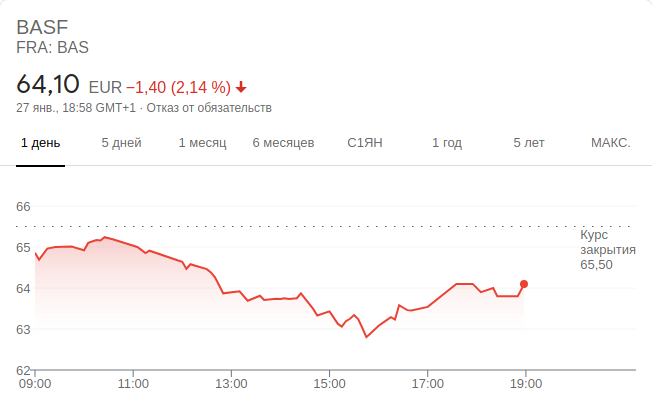 BASF
FRA: BAS
64,10 EUR −1,40 (2,14 %)
27 янв., 18:58 GMT+1 · Отказ от обязательств
1 день 5 дней 1 месяц 6 месяцев С1ЯН 1 год 5 лет МАКС.
66
65
64
63
62
Курс
закрытия
65,50
09:00 11:00 13:00 15:00 17:00 19:00